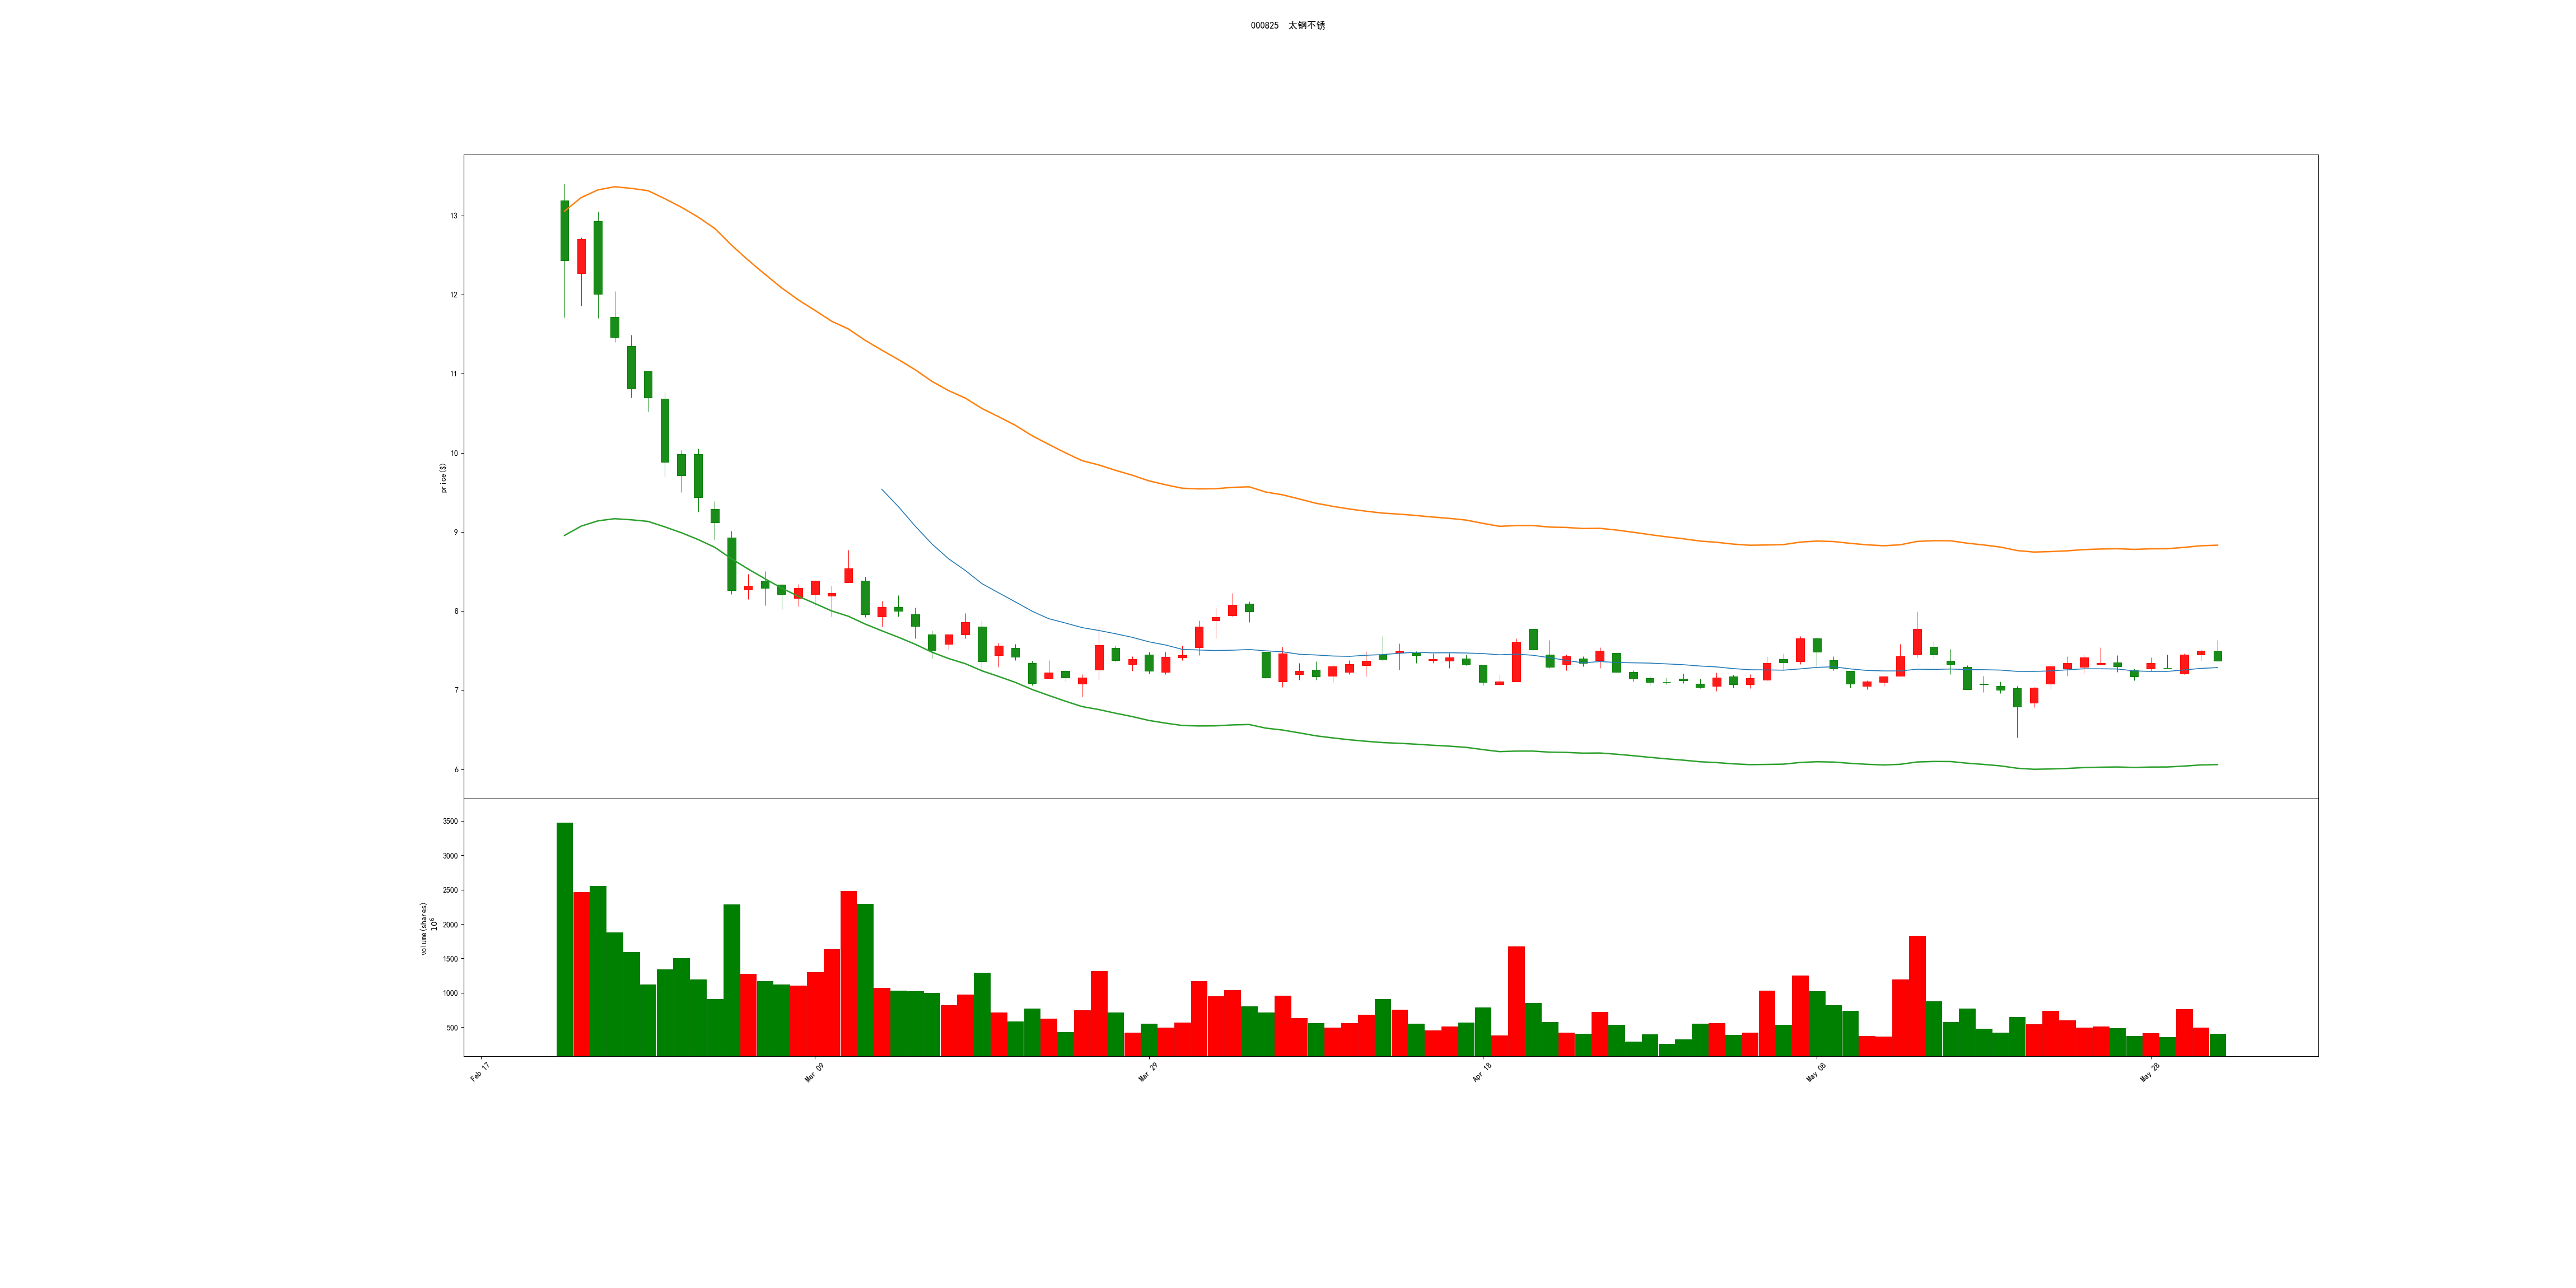 000825 太钢不锈
13
12
11
10
9
8
7
6
price($)
3500
3000
2500
2000
1500
1000
500
volume(shares)
10⁶
Feb 17
Mar 09
Mar 29
Apr 18
May 08
May 28